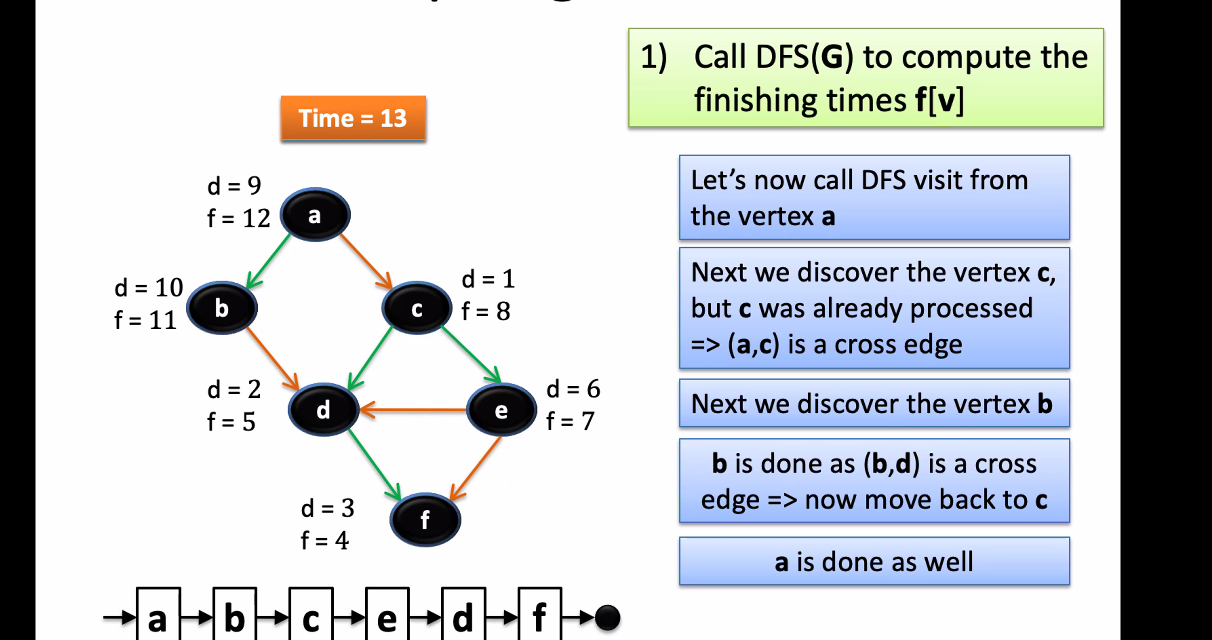 1) Call DFS(G) to compute the
finishing times f[v]
Time = 13
d = 9
f = 12
a
d = 10
f = 11
b
c
d = 1
f = 8
d = 2
f = 5
d
e
d = 6
f = 7
d = 3
f = 4
f
Let’s now call DFS visit from
the vertex a
Next we discover the vertex c,
but c was already processed
=> (a,c) is a cross edge
Next we discover the vertex b
b is done as (b,d) is a cross
edge => now move back to c
a is done as well
a b c e d f